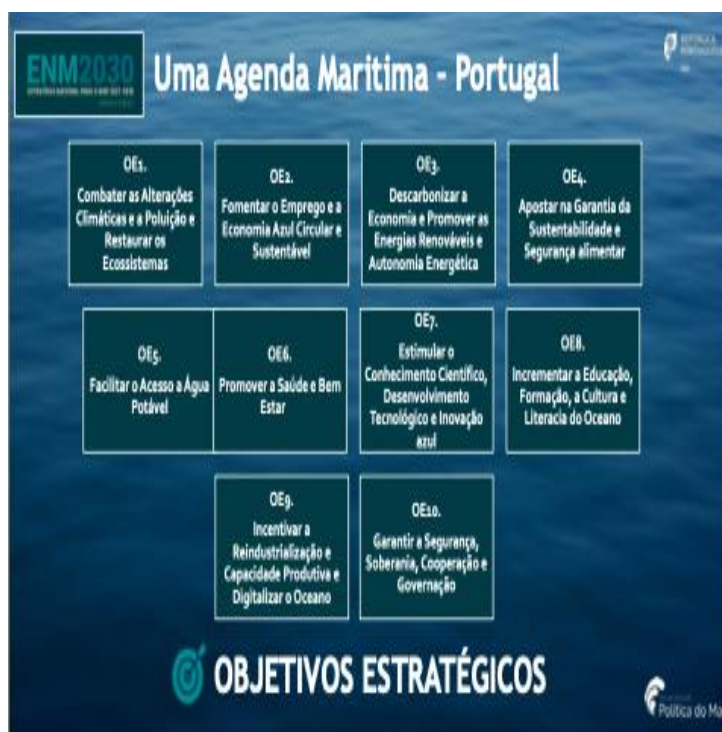 ENM2030
Uma Agenda Maritima - Portugal
REPÚBLICA
PORTUGUESA
OE1.
Combater as Alterações
Climáticas e a Poluição e
Restaurar os
Ecossistemas
OE2.
Fomentar o Emprego e a
Economia Azul Circular e
Sustentável
OE3.
Descarbonizar a
Economia e Promover as
Energias Renováveis e
Autonomia Energética
OE4.
Apostar na Garantia da
Sustentabilidade e
Segurança alimentar
OE5.
Facilitar o Acesso a Água
Potável
OE6.
Promover a Saúde e Bem
Estar
OE7.
Estimular o
Conhecimento Científico,
Desenvolvimento
Tecnológico e Inovação
azul
OE8.
Incrementar a Educação,
Formação, a Cultura e
Literacia do Oceano
OE9.
Incentivar a
Reindustrialização e
Capacidade Produtiva e
Digitalizar o Oceano
OE10.
Garantir a Segurança,
Soberania, Cooperação e
Governação
OBJETIVOS ESTRATÉGICOS
Política do Ma